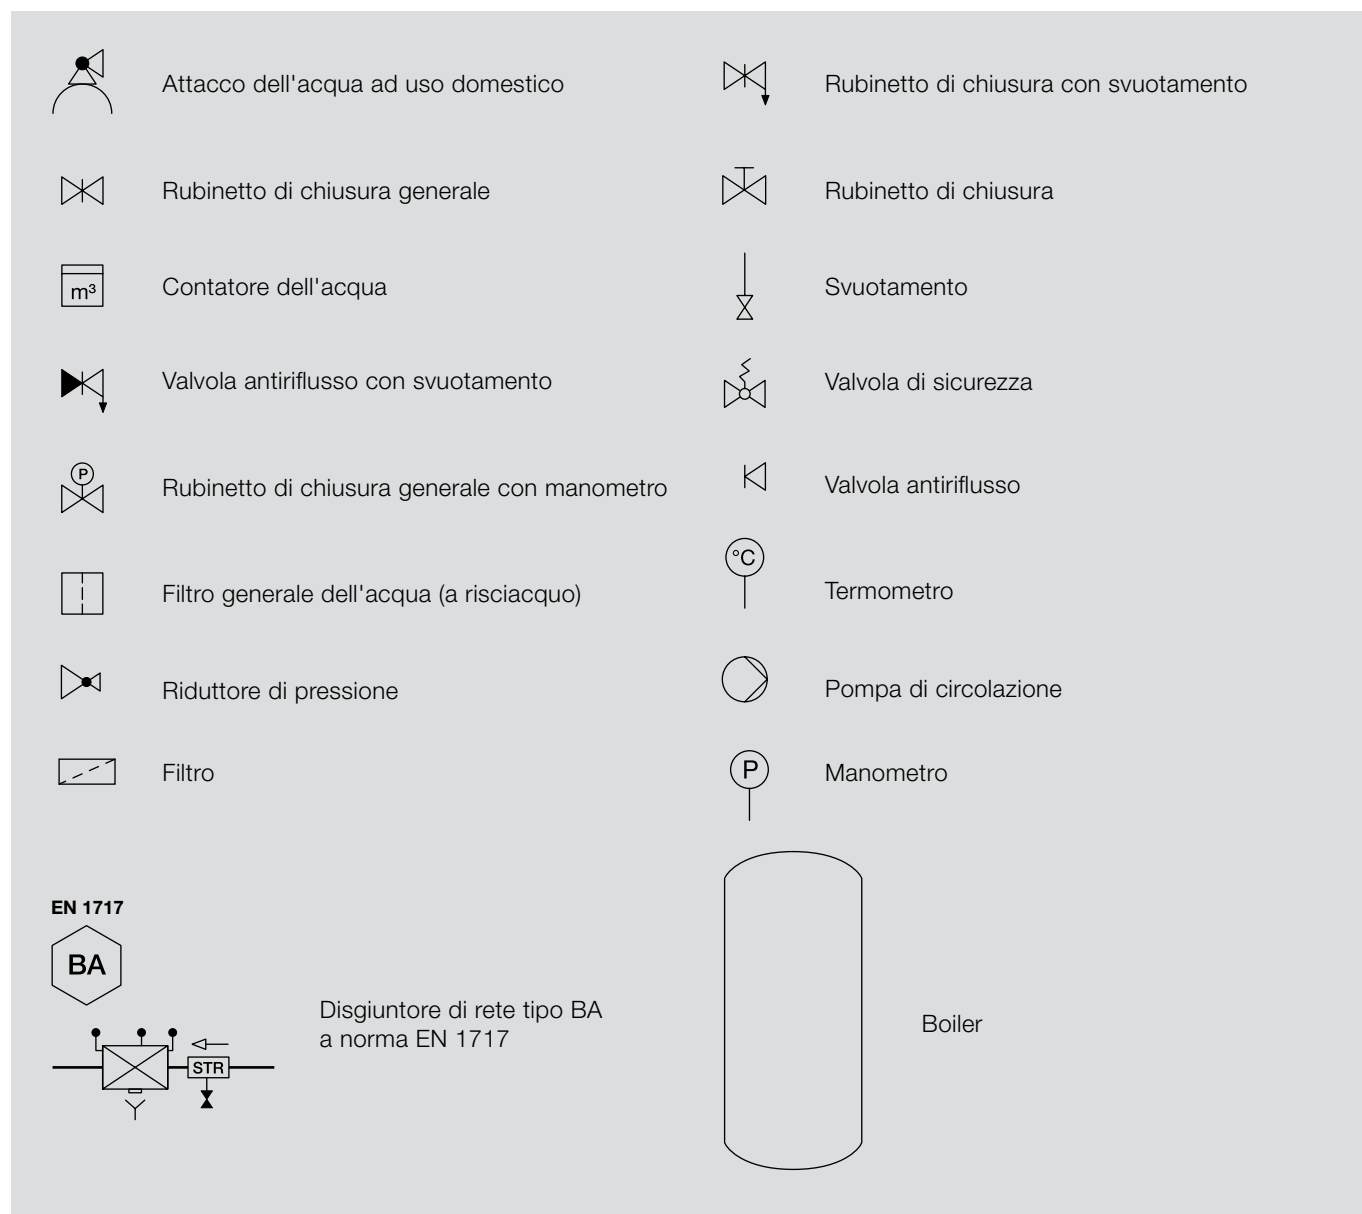 Attacco dell'acqua ad uso domestico
Rubinetto di chiusura generale
m³
Contatore dell'acqua
Valvola antiriflusso con svuotamento
P
Rubinetto di chiusura generale con manometro
Filtro generale dell'acqua (a risciacquo)
Riduttore di pressione
Filtro
EN 1717
BA
STR
Disgiuntore di rete tipo BA
a norma EN 1717
Rubinetto di chiusura con svuotamento
Rubinetto di chiusura
Svuotamento
Valvola di sicurezza
Valvola antiriflusso
°C
Termometro
Pompa di circolazione
P
Manometro
Boiler